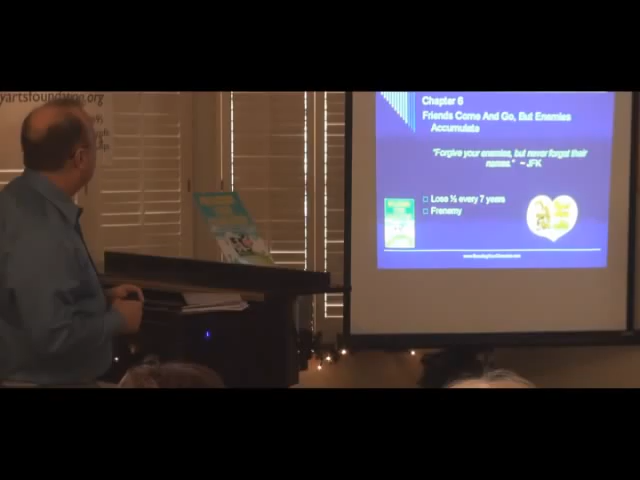 yartsfoundation.org
Chapter 6
Friends Come And Go, But Enemies
Accumulate
"Forgive your enemies, but never forget their
names." ~ JFK
Lose ½ every 7 years
Frenemy